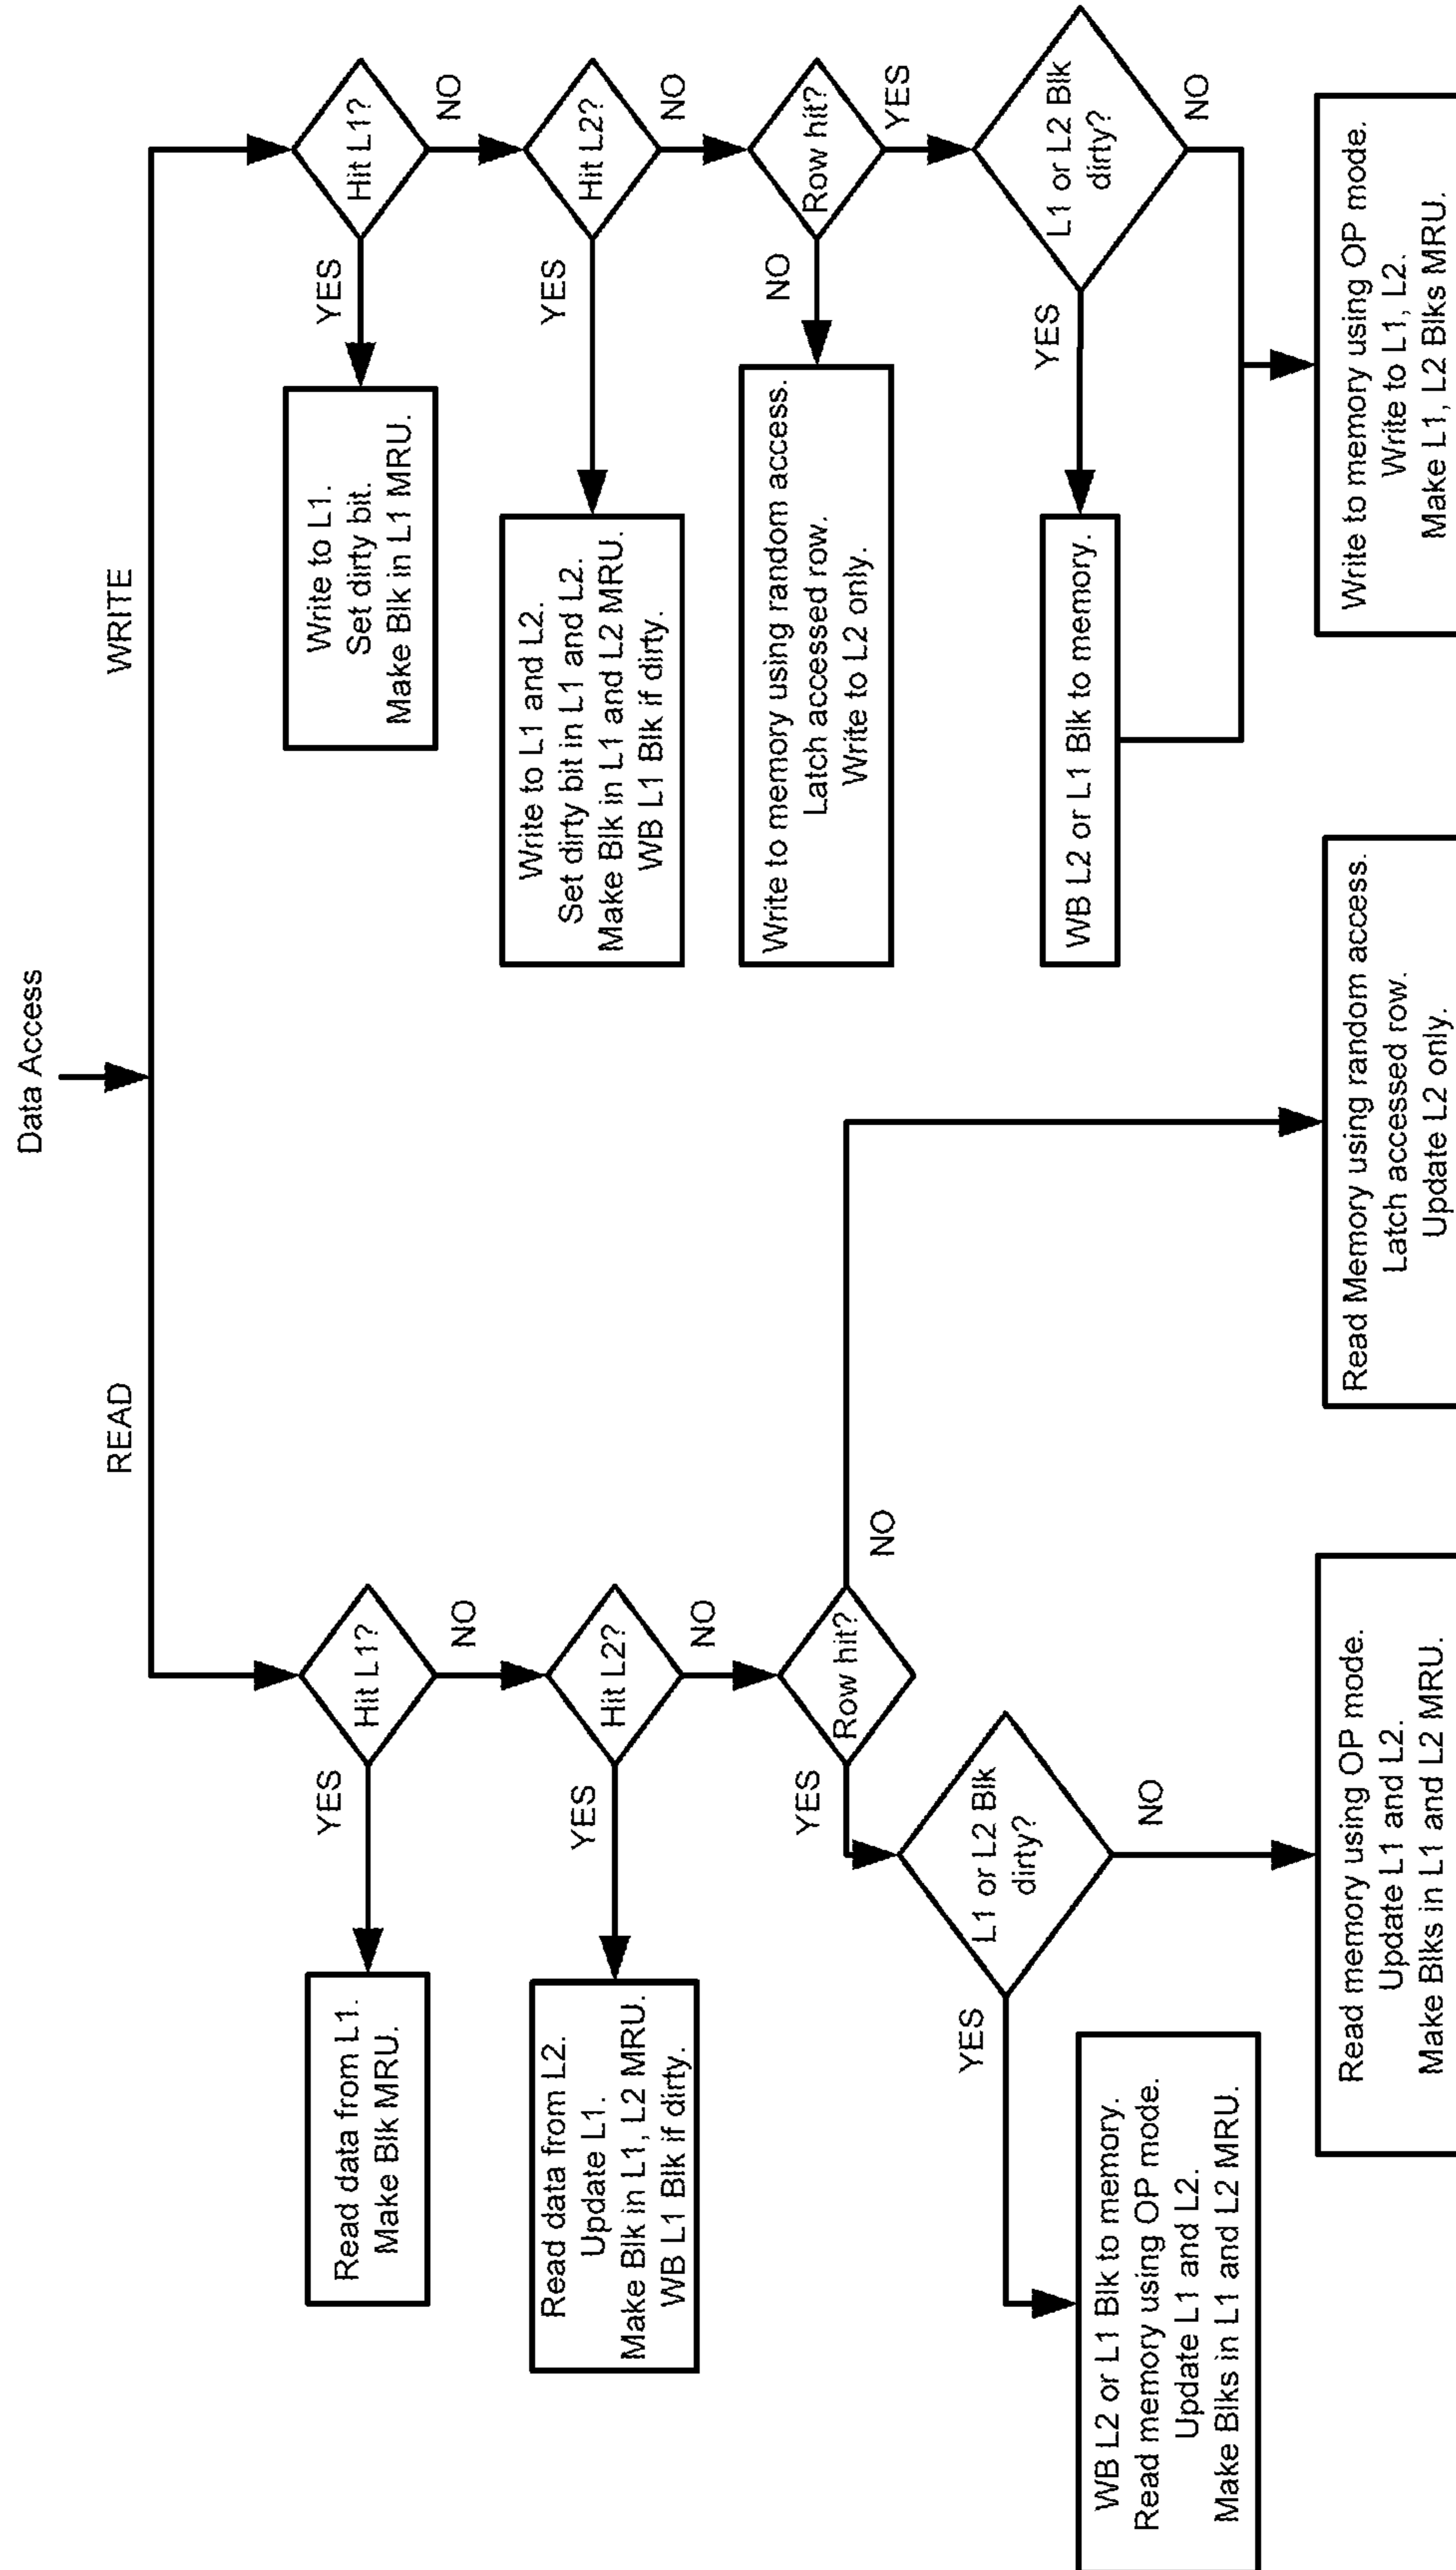 Data Access
READ
WRITE
Hit L1?
YES
NO
Read data from L1.
Make Blk MRU.
Hit L2?
YES
NO
Read data from L2.
Update L1.
Make Blk in L1, L2 MRU.
WB L1 Blk if dirty.
Row hit?
YES
NO
L1 or L2 Blk
dirty?
YES
NO
WB L2 or L1 Blk to memory.
Read memory using OP mode.
Update L1 and L2.
Make Blks in L1 and L2 MRU.
Read memory using OP mode.
Update L1 and L2.
Make Blks in L1 and L2 MRU.
Read Memory using random access.
Latch accessed row.
Update L2 only.
Hit L1?
YES
NO
Write to L1.
Set dirty bit.
Make Blk in L1 MRU.
Hit L2?
YES
NO
Write to L1 and L2.
Set dirty bit in L1 and L2.
Make Blk in L1 and L2 MRU.
WB L1 Blk if dirty.
Row hit?
NO
YES
Write to memory using random access.
Latch accessed row.
Write to L2 only.
L1 or L2 Blk
dirty?
YES
NO
WB L2 or L1 Blk to memory.
Write to memory using OP mode.
Write to L1, L2.
Make L1, L2 Blks MRU.